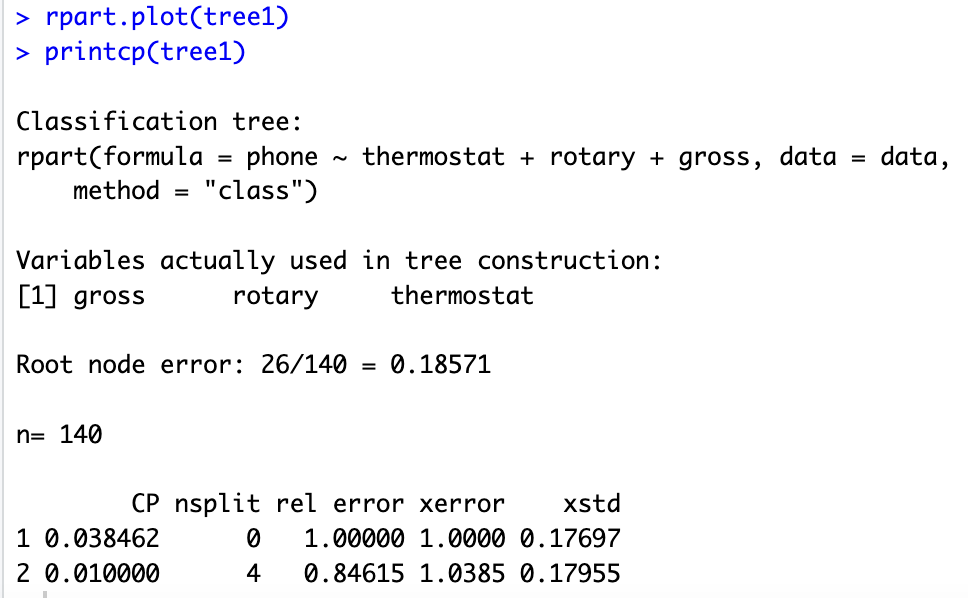 > rpart.plot(tree1)
> printcp(tree1)
Classification tree:
rpart(formula = phone ~ thermostat + rotary + gross, data = data,
    method = "class")
Variables actually used in tree construction:
[1] gross      rotary     thermostat
Root node error: 26/140 = 0.18571
n= 140
        CP nsplit rel error xerror    xstd
1 0.038462      0   1.00000 1.0000 0.17697
2 0.010000      4   0.84615 1.0385 0.17955